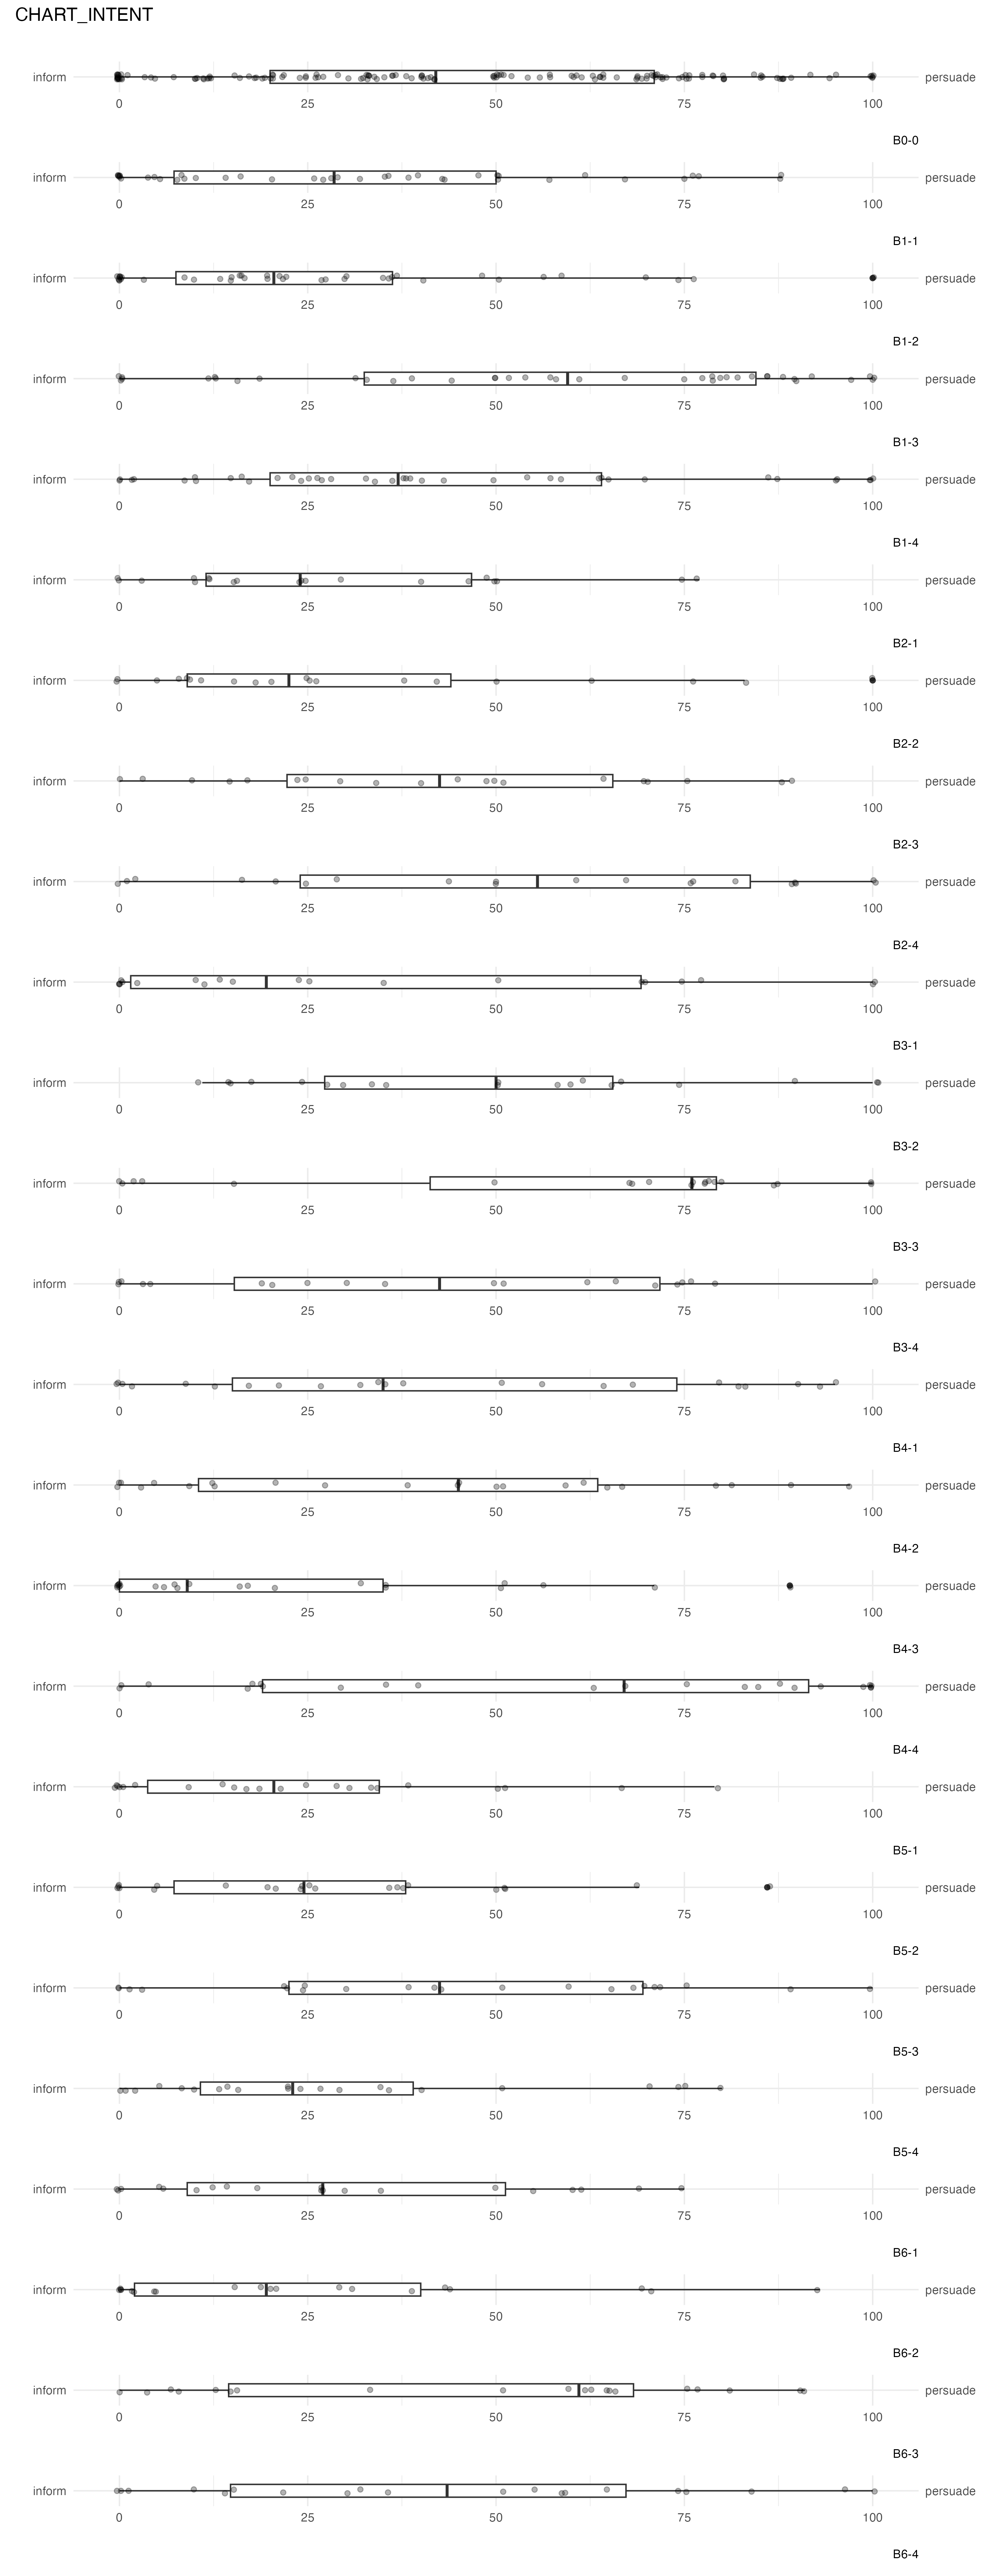 CHART_INTENT
inform persuade
0 25 50 75 100
B0-0
inform persuade
0 25 50 75 100
B1-1
inform persuade
0 25 50 75 100
B1-2
inform persuade
0 25 50 75 100
B1-3
inform persuade
0 25 50 75 100
B1-4
inform persuade
0 25 50 75 100
B2-1
inform persuade
0 25 50 75 100
B2-2
inform persuade
0 25 50 75 100
B2-3
inform persuade
0 25 50 75 100
B2-4
inform persuade
0 25 50 75 100
B3-1
inform persuade
0 25 50 75 100
B3-2
inform persuade
0 25 50 75 100
B3-3
inform persuade
0 25 50 75 100
B3-4
inform persuade
0 25 50 75 100
B4-1
inform persuade
0 25 50 75 100
B4-2
inform persuade
0 25 50 75 100
B4-3
inform persuade
0 25 50 75 100
B4-4
inform persuade
0 25 50 75 100
B5-1
inform persuade
0 25 50 75 100
B5-2
inform persuade
0 25 50 75 100
B5-3
inform persuade
0 25 50 75 100
B5-4
inform persuade
0 25 50 75 100
B6-1
inform persuade
0 25 50 75 100
B6-2
inform persuade
0 25 50 75 100
B6-3
inform persuade
0 25 50 75 100
B6-4